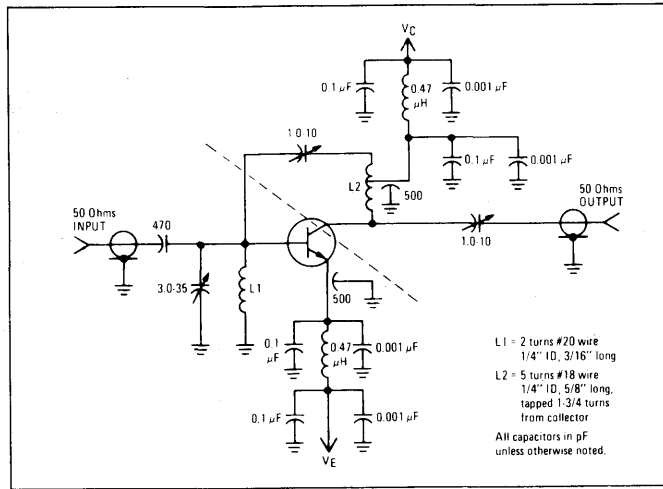 VC
0.1 µF
0.47
µH
0.001 µF
1.0-10
0.1 µF
0.001 µF
L2
500
50 Ohms
INPUT
470
50 Ohms
OUTPUT
1.0-10
3.0-35
L1
500
0.1
µF
0.47
µH
0.001 µF
0.1 µF
0.001 µF
VE
L1 = 2 turns #20 wire
1/4" ID, 3/16" long
L2 = 5 turns #18 wire
1/4" ID, 5/8" long,
tapped 1-3/4 turns
from collector
All capacitors in pF
unless otherwise noted.